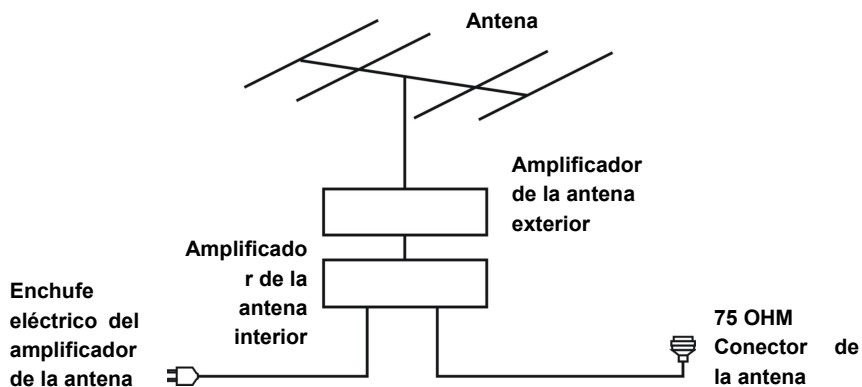 Antena
Amplificador
de la antena
exterior
Amplificado
r de la
antena
interior
Enchufe
eléctrico del
amplificador
de la antena
75 OHM
Conector de
la antena